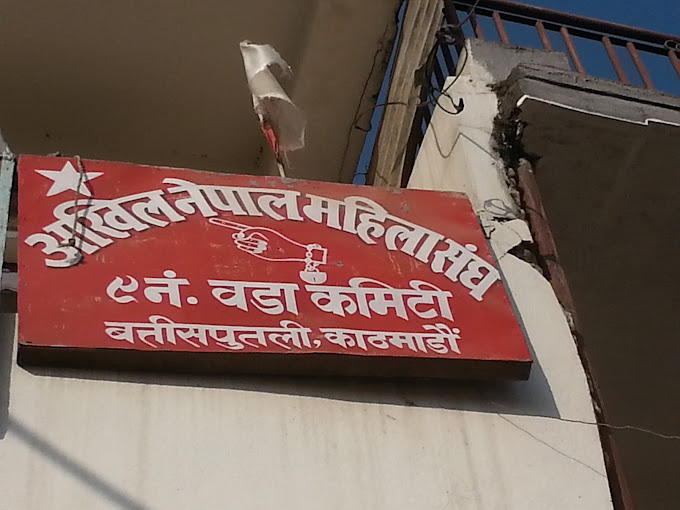 अखिल नेपाल महिला संघ
९ नं. वडा कमिटी
बत्तीसपुतली, काठमाडौं